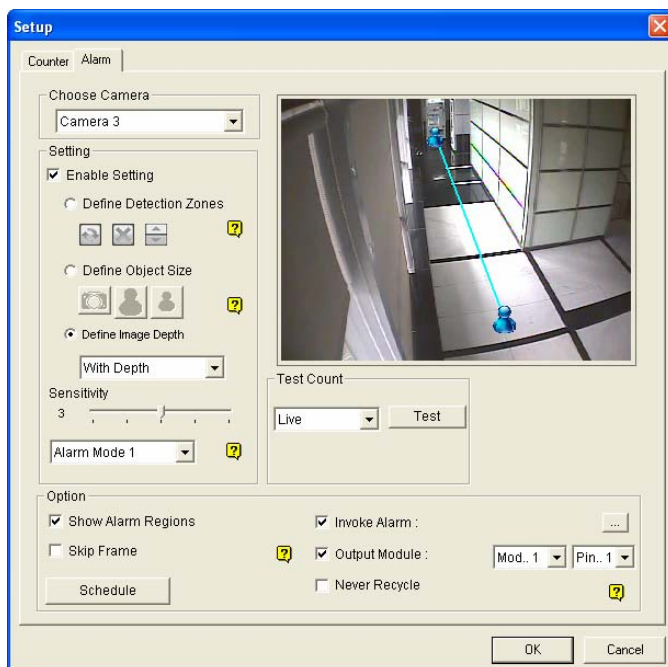 Setup
Counter
Alarm
Choose Camera
Camera 3
Setting
Enable Setting
Define Detection Zones
?
Define Object Size
?
Define Image Depth
With Depth
Sensitivity
3
Alarm Mode 1
?
Test Count
Live
Test
Option
Show Alarm Regions
Invoke Alarm :
...
Skip Frame
?
Output Module :
Mod.. 1
Pin.. 1
Schedule
Never Recycle
?
OK
Cancel